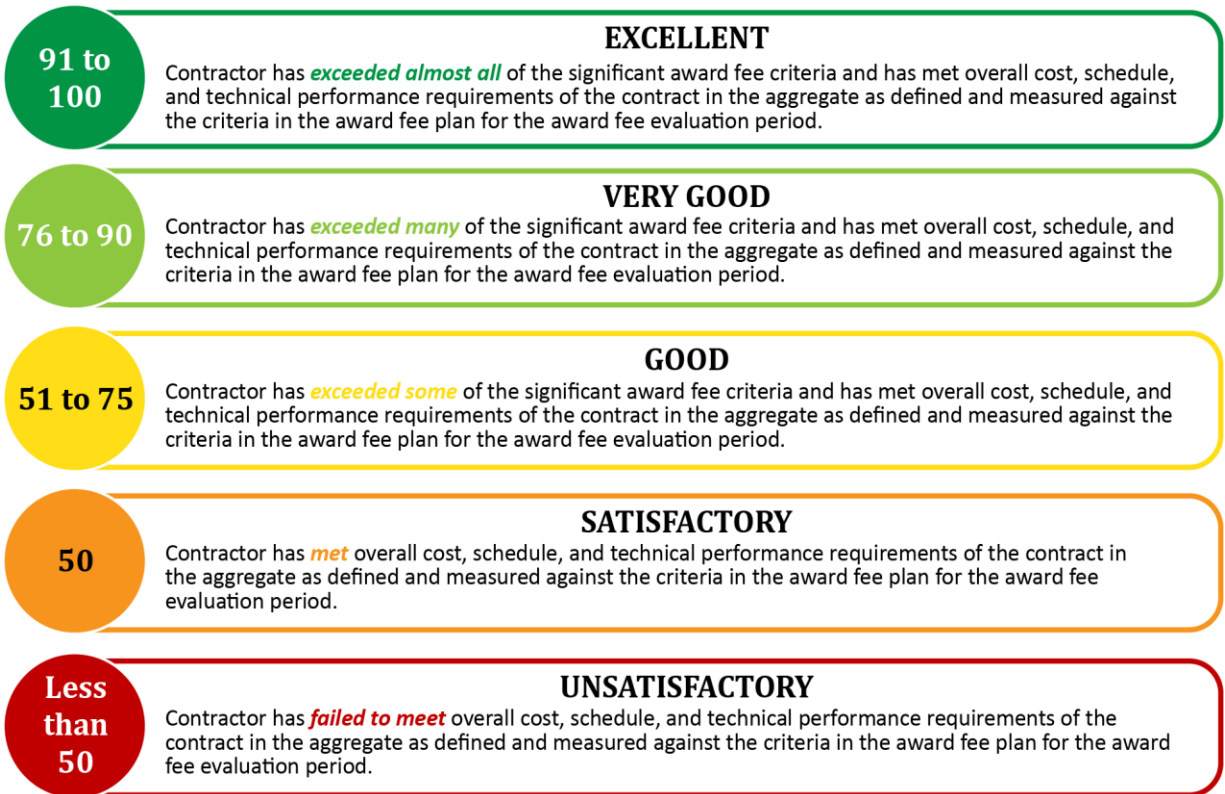 91 to
100
EXCELLENT
Contractor has exceeded almost all of the significant award fee criteria and has met overall cost, schedule,
and technical performance requirements of the contract in the aggregate as defined and measured against
the criteria in the award fee plan for the award fee evaluation period.
76 to 90
VERY GOOD
Contractor has exceeded many of the significant award fee criteria and has met overall cost, schedule, and
technical performance requirements of the contract in the aggregate as defined and measured against the
criteria in the award fee plan for the award fee evaluation period.
51 to 75
GOOD
Contractor has exceeded some of the significant award fee criteria and has met overall cost, schedule, and
technical performance requirements of the contract in the aggregate as defined and measured against the
criteria in the award fee plan for the award fee evaluation period.
50
SATISFACTORY
Contractor has met overall cost, schedule, and technical performance requirements of the contract in
the aggregate as defined and measured against the criteria in the award fee plan for the award fee
evaluation period.
Less
than
50
UNSATISFACTORY
Contractor has failed to meet overall cost, schedule, and technical performance requirements of the
contract in the aggregate as defined and measured against the criteria in the award fee plan for the award
fee evaluation period.